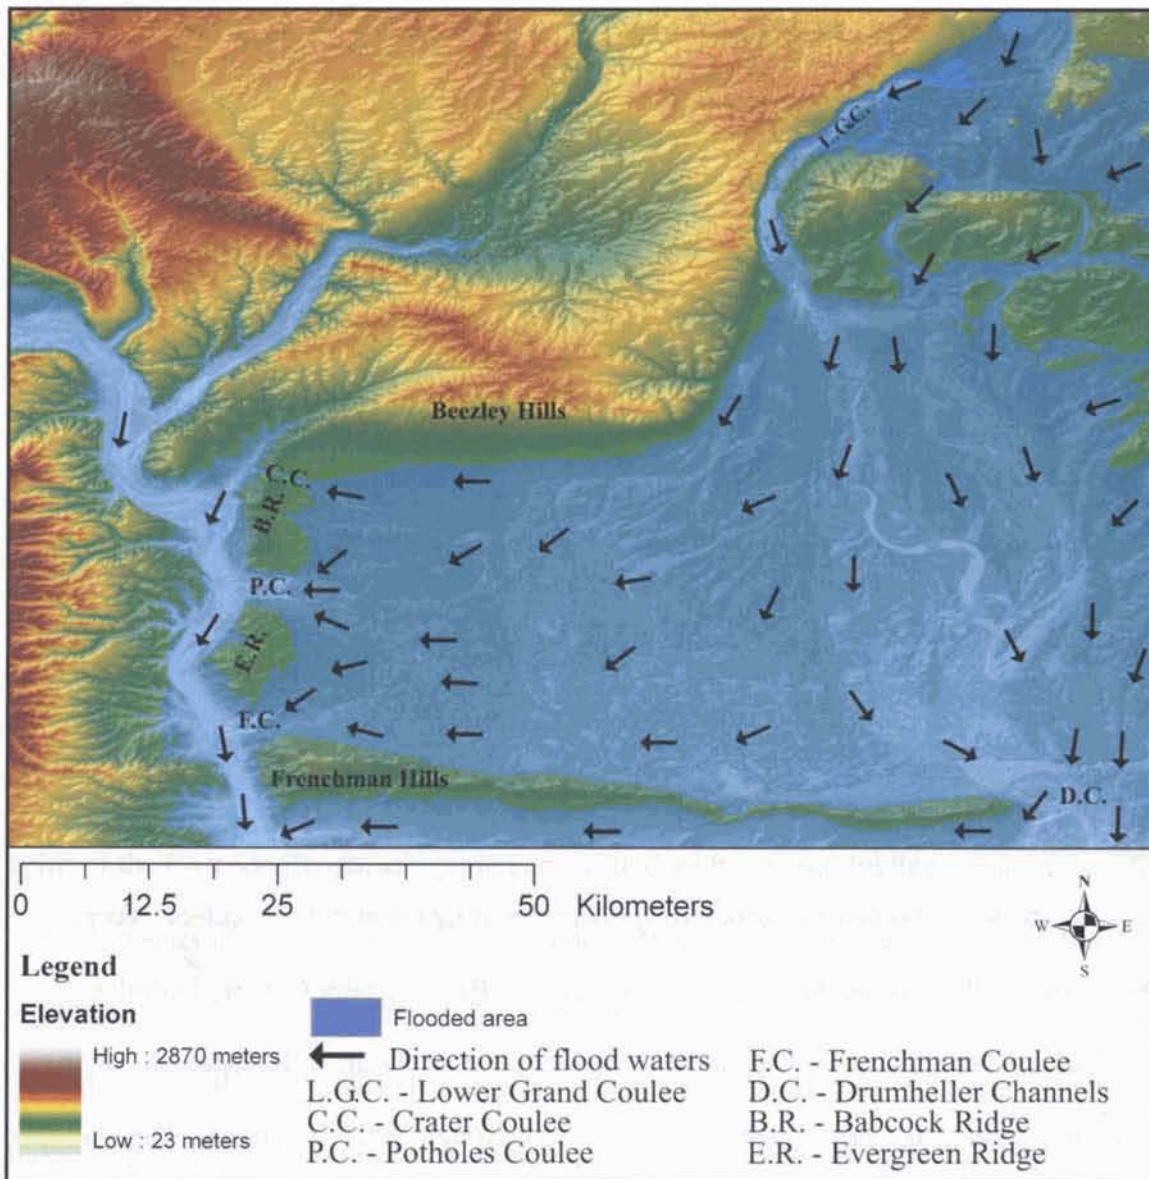 L.G.C.
Beezley Hills
C.C.
B.R.
P.C.
E.R.
F.C.
Frenchman Hills
D.C.
0 12.5 25 50 Kilometers
N
W E
S
Legend
Elevation
High : 2870 meters
Low : 23 meters
Flooded area
Direction of flood waters
L.G.C. - Lower Grand Coulee
C.C. - Crater Coulee
P.C. - Potholes Coulee
F.C. - Frenchman Coulee
D.C. - Drumheller Channels
B.R. - Babcock Ridge
E.R. - Evergreen Ridge